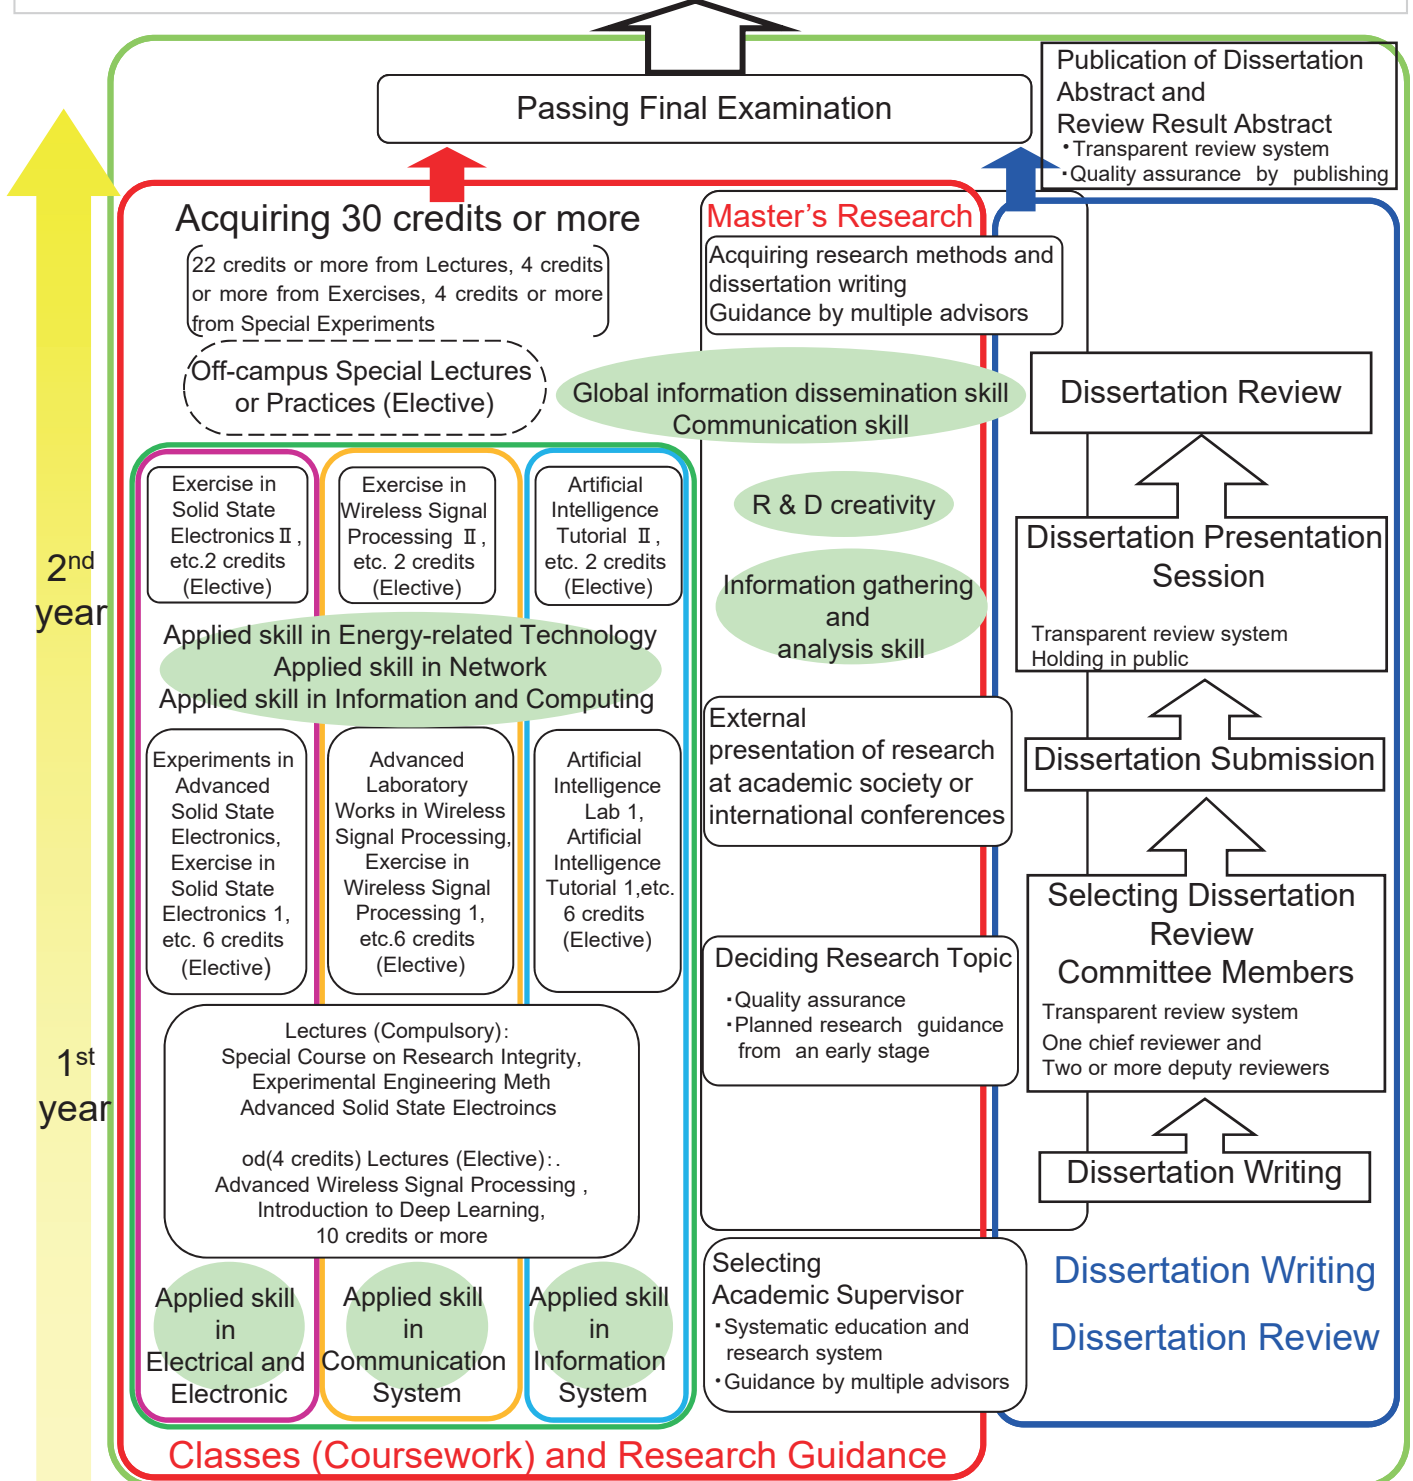 Passing Final Examination
Publication of Dissertation
Abstract and
Review Result Abstract
・Transparent review system
・Quality assurance by publishing
Acquiring 30 credits or more
22 credits or more from Lectures, 4 credits
or more from Exercises, 4 credits or more
from Special Experiments
Off-campus Special Lectures
or Practices (Elective)
Master's Research
Acquiring research methods and
dissertation writing
Guidance by multiple advisors
Global information dissemination skill
Communication skill
R & D creativity
Information gathering
and
analysis skill
2nd
year
Exercise in
Solid State
Electronics Ⅱ,
etc.2 credits
(Elective)
Exercise in
Wireless Signal
Processing Ⅱ,
etc. 2 credits
(Elective)
Artificial
Intelligence
Tutorial Ⅱ,
etc. 2 credits
(Elective)
Applied skill in Energy-related Technology
Applied skill in Network
Applied skill in Information and Computing
Experiments in
Advanced
Solid State
Electronics,
Exercise in
Solid State
Electronics 1,
etc. 6 credits
(Elective)
Advanced
Laboratory
Works in Wireless
Signal Processing,
Exercise in
Wireless Signal
Processing 1,
etc.6 credits
(Elective)
Artificial
Intelligence
Lab 1,
Artificial
Intelligence
Tutorial 1,etc.
6 credits
(Elective)
External
presentation of research
at academic society or
international conferences
Deciding Research Topic
・Quality assurance
・Planned research guidance
from an early stage
1st
year
Lectures (Compulsory):
Special Course on Research Integrity,
Experimental Engineering Meth
Advanced Solid State Electroincs
od(4 credits) Lectures (Elective):.
Advanced Wireless Signal Processing ,
Introduction to Deep Learning,
10 credits or more
Applied skill
in
Electrical and
Electronic
Applied skill
in
Communication
System
Applied skill
in
Information
System
Selecting
Academic Supervisor
・Systematic education and
research system
・Guidance by multiple advisors
Classes (Coursework) and Research Guidance
Dissertation Review
Dissertation Presentation
Session
Transparent review system
Holding in public
Dissertation Submission
Selecting Dissertation
Review
Committee Members
Transparent review system
One chief reviewer and
Two or more deputy reviewers
Dissertation Writing
Dissertation Writing
Dissertation Review